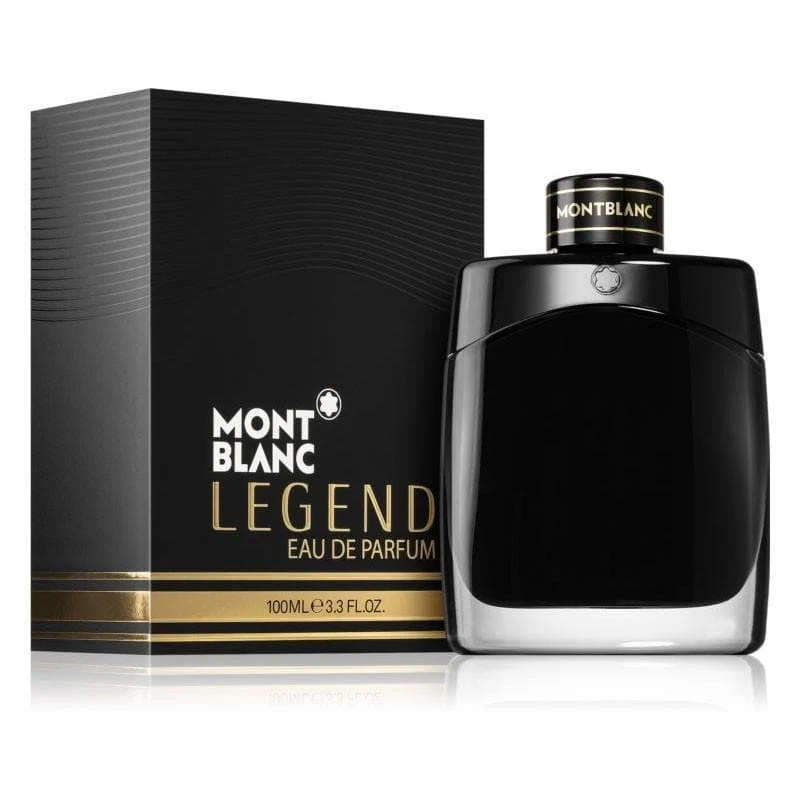 MONT
BLANC
LEGEND
EAU DE PARFUM
100ML℮3.3 FL.OZ.
MONTBLANC